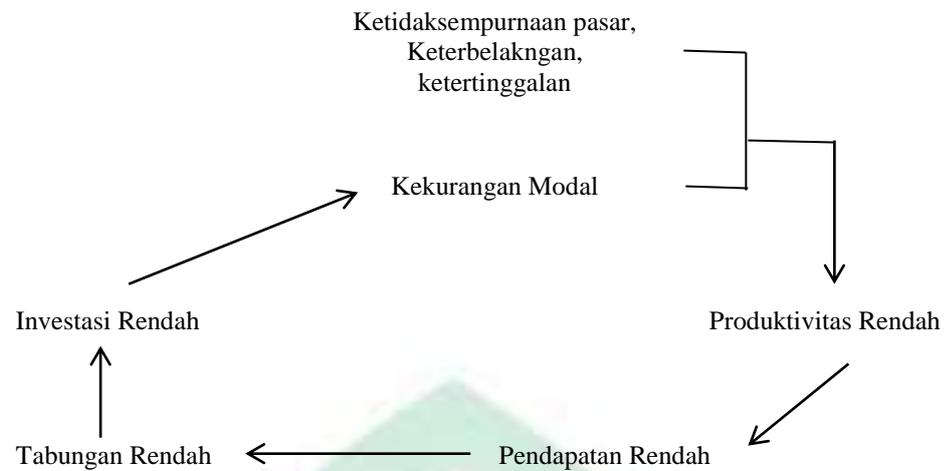 Ketidaksempurnaan pasar,
Keterbelakngan,
ketertinggalan
Kekurangan Modal
Investasi Rendah
Produktivitas Rendah
Tabungan Rendah
Pendapatan Rendah